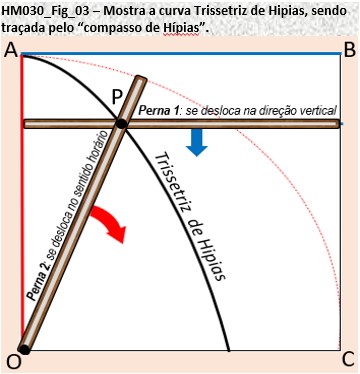 HM030_Fig_03 – Mostra a curva Trissetriz de Hipias, sendo
traçada pelo “compasso de Hípias”.
A
B
P
Perna 1: se desloca na direção vertical
Perna 2: se desloca no sentido horário
Trissetriz de Hipias
O
C